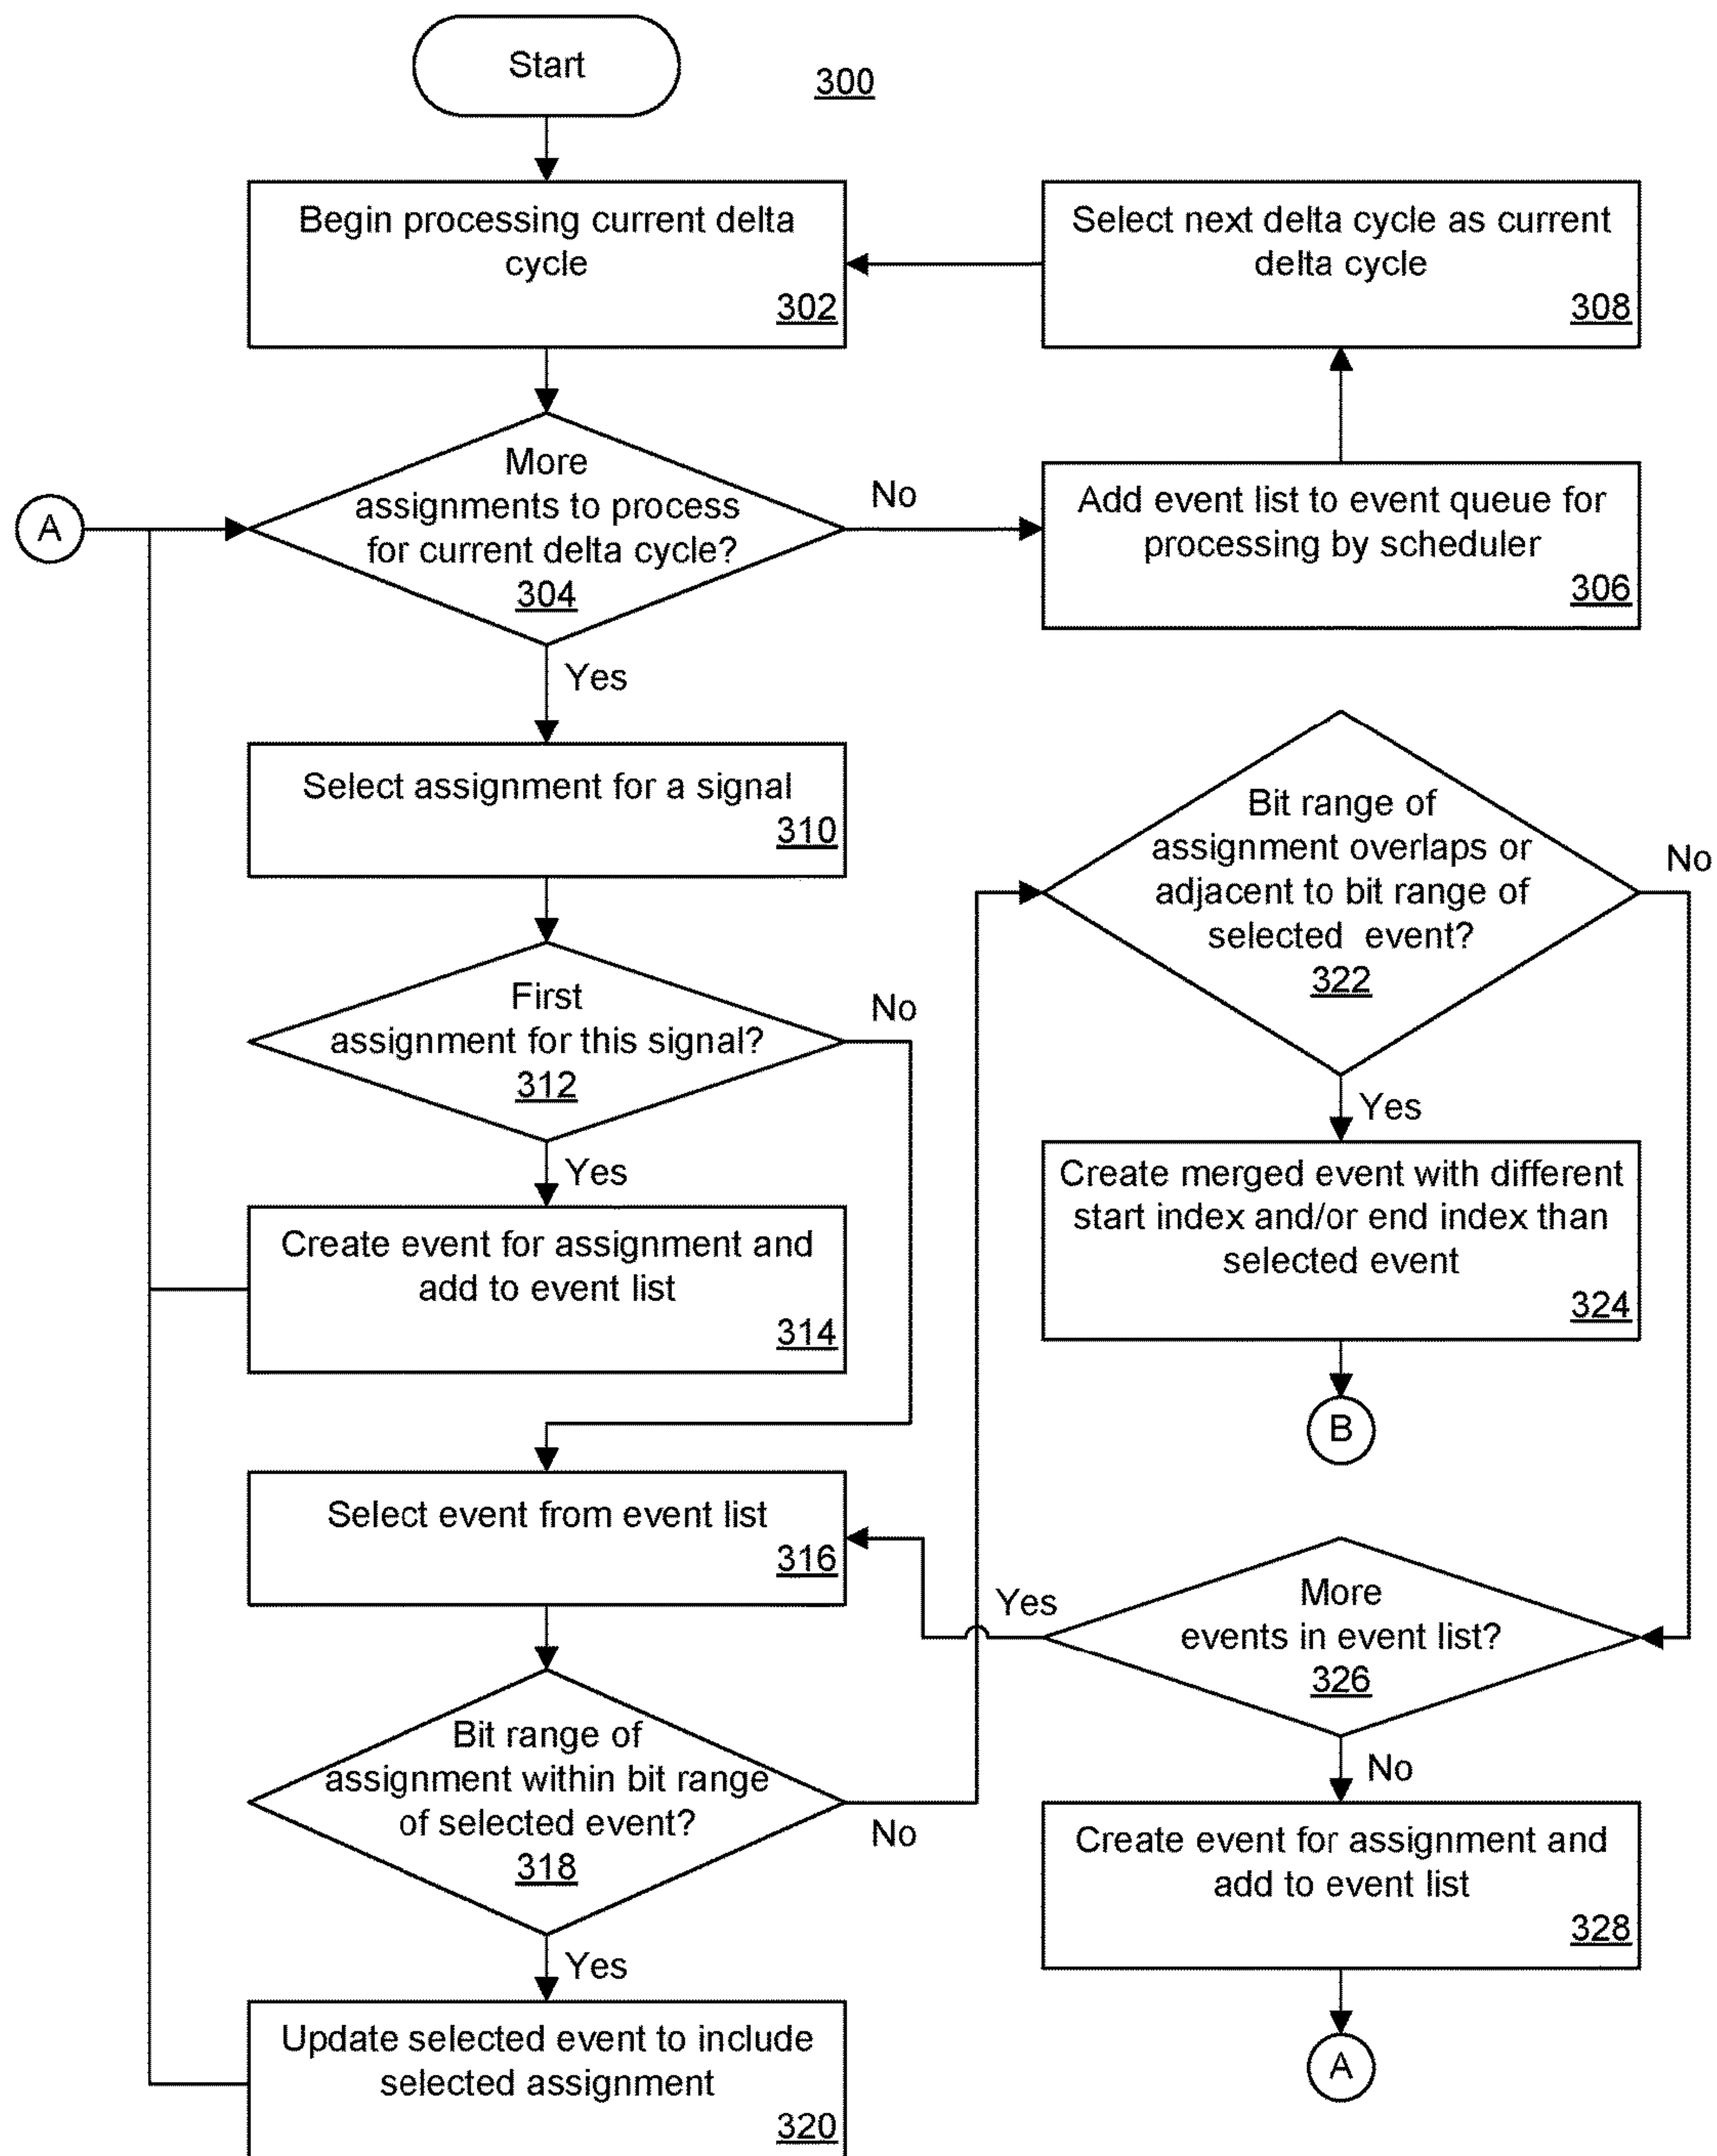 Start
300
Begin processing current delta
cycle
302
Select next delta cycle as current
delta cycle
308
More
assignments to process
for current delta cycle?
304
No
Yes
A
Add event list to event queue for
processing by scheduler
306
Select assignment for a signal
310
First
assignment for this signal?
312
No
Yes
Create event for assignment and
add to event list
314
Select event from event list
316
Bit range of
assignment within bit range
of selected event?
318
No
Yes
Update selected event to include
selected assignment
320
Bit range of
assignment overlaps or
adjacent to bit range of
selected event?
322
No
Yes
Create merged event with different
start index and/or end index than
selected event
324
B
More
events in event list?
326
Yes
No
Create event for assignment and
add to event list
328
A